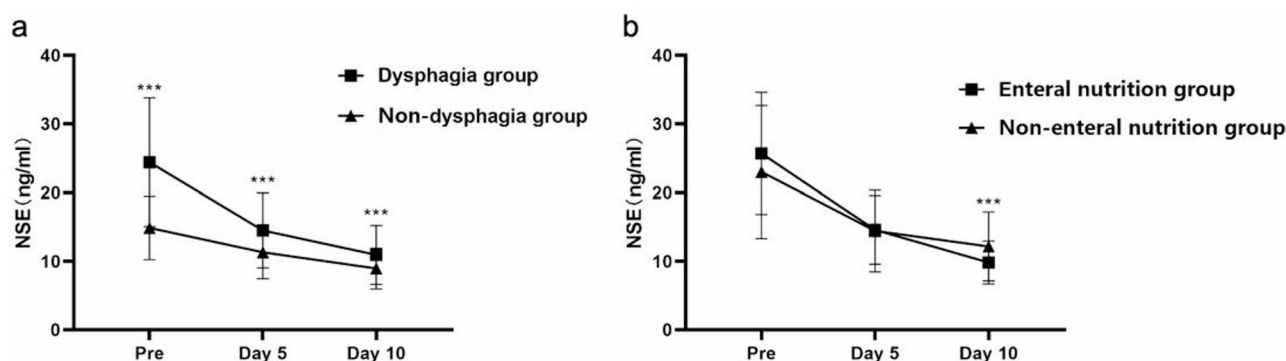 a
NSE（ng/ml）
40
30
20
10
0
***
***
***
Dysphagia group
Non-dysphagia group
Pre
Day 5
Day 10
b
NSE（ng/ml）
40
30
20
10
0
***
Enteral nutrition group
Non-enteral nutrition group
Pre
Day 5
Day 10